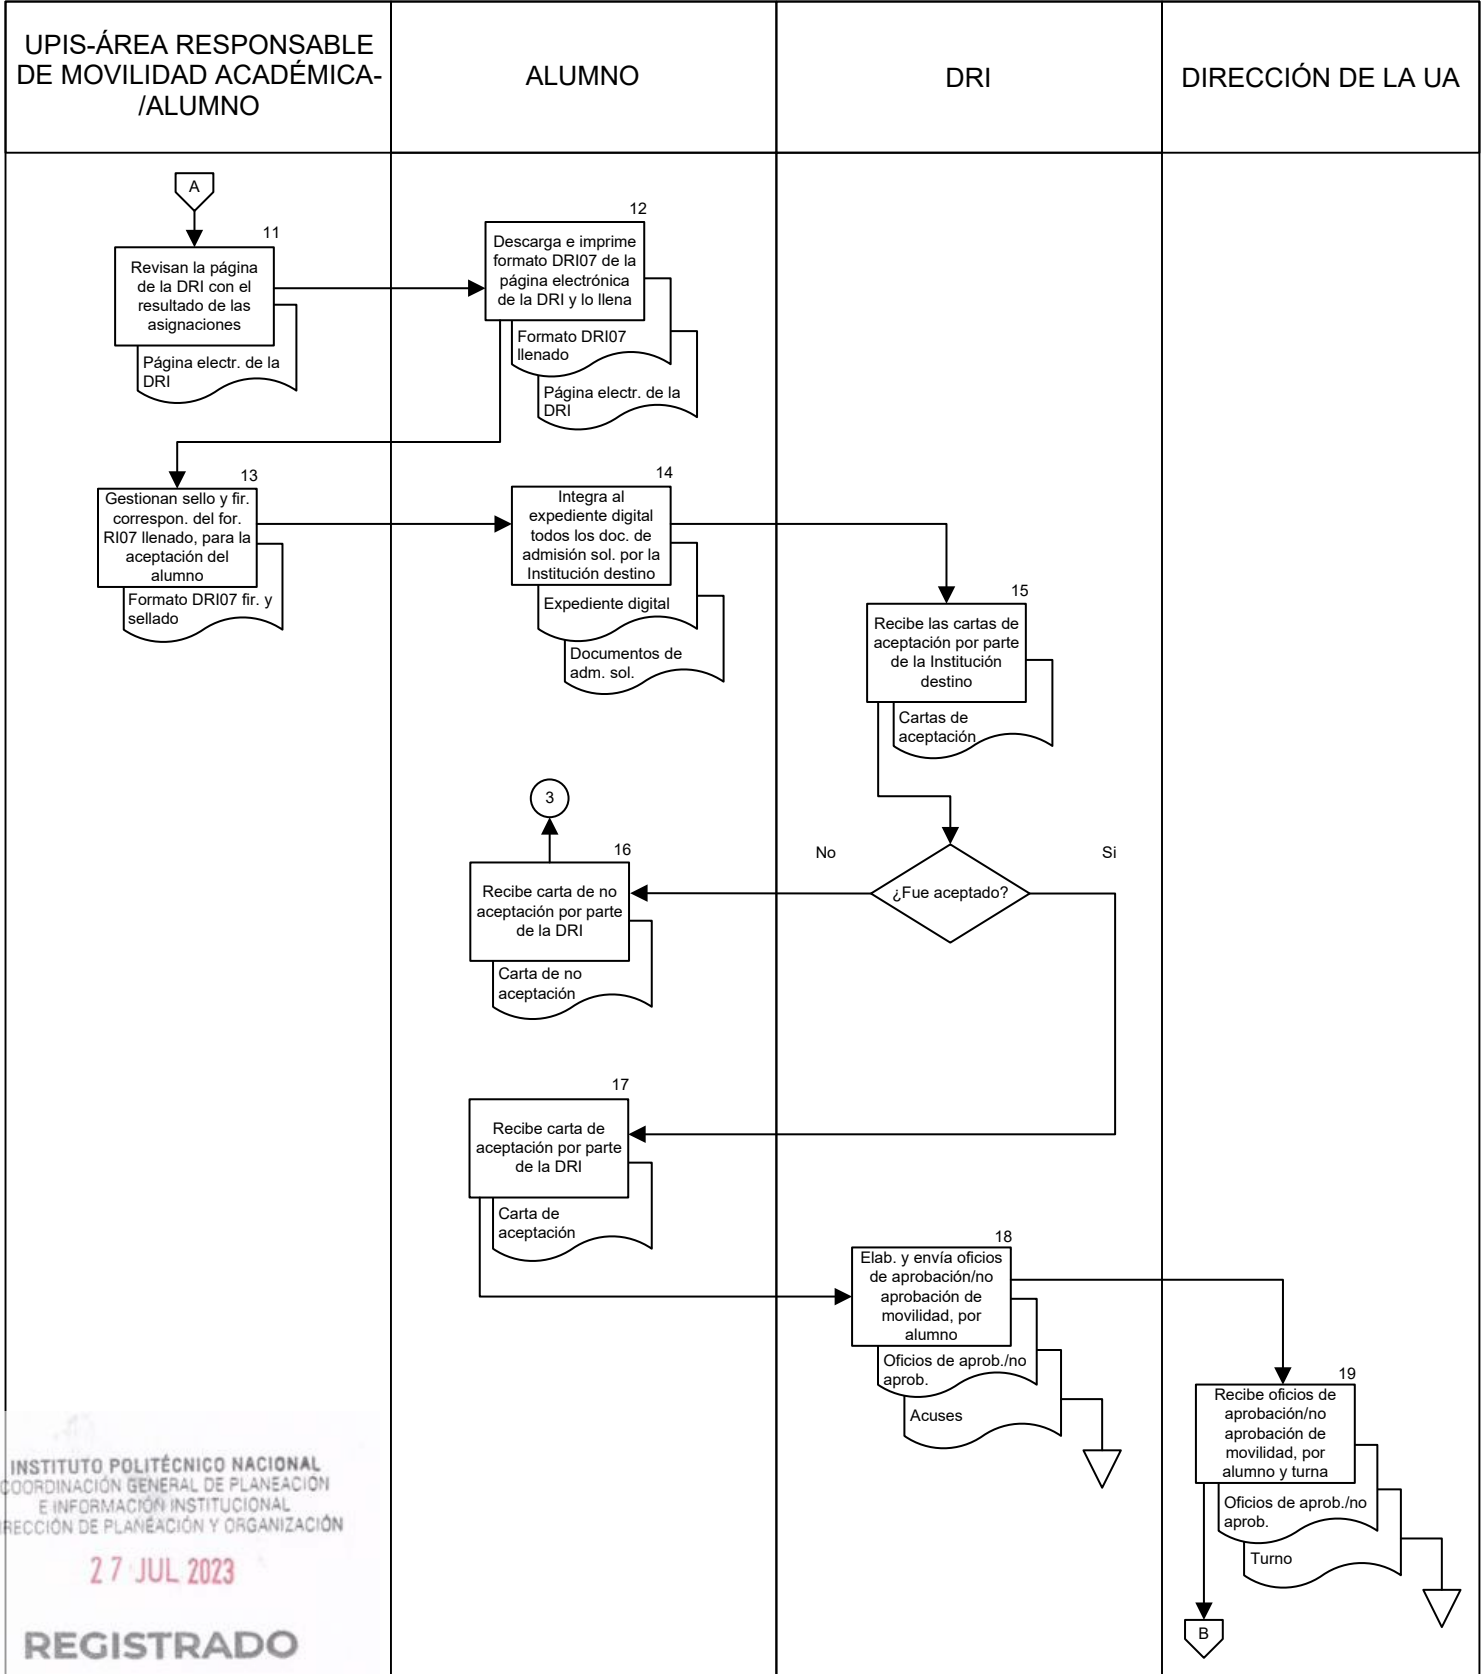 UPIS-ÁREA RESPONSABLE
DE MOVILIDAD ACADÉMICA-
/ALUMNO
ALUMNO
DRI
DIRECCIÓN DE LA UA
A
11
Revisan la página
de la DRI con el
resultado de las
asignaciones
Página electr. de la
DRI
12
Descarga e imprime
formato DRI07 de la
página electrónica
de la DRI y lo llena
Formato DRI07
llenado
Página electr. de la
DRI
13
Gestionan sello y fir.
correspon. del for.
RI07 llenado, para la
aceptación del
alumno
Formato DRI07 fir. y
sellado
14
Integra al
expediente digital
todos los doc. de
admisión sol. por la
Institución destino
Expediente digital
Documentos de
adm. sol.
15
Recibe las cartas de
aceptación por parte
de la Institución
destino
Cartas de
aceptación
¿Fue aceptado?
No
Si
3
16
Recibe carta de no
aceptación por parte
de la DRI
Carta de no
aceptación
17
Recibe carta de
aceptación por parte
de la DRI
Carta de
aceptación
18
Elab. y envía oficios
de aprobación/no
aprobación de
movilidad, por
alumno
Oficios de aprob./no
aprob.
Acuses
19
Recibe oficios de
aprobación/no
aprobación de
movilidad, por
alumno y turna
Oficios de aprob./no
aprob.
Turno
B
INSTITUTO POLITÉCNICO NACIONAL
COORDINACIÓN GENERAL DE PLANEACIÓN
E INFORMACIÓN INSTITUCIONAL
RECCIÓN DE PLANEACIÓN Y ORGANIZACIÓN
27 JUL 2023
REGISTRADO